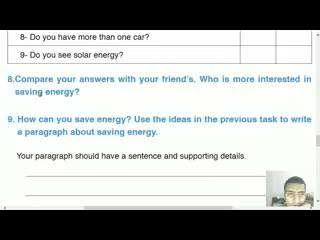 8- Do you have more than one car?
9- Do you see solar energy?
8.Compare your answers with your friend's. Who is more interested in
saving energy?
9. How can you save energy? Use the ideas in the previous task to write
a paragraph about saving energy.
Your paragraph should have a sentence and supporting details.